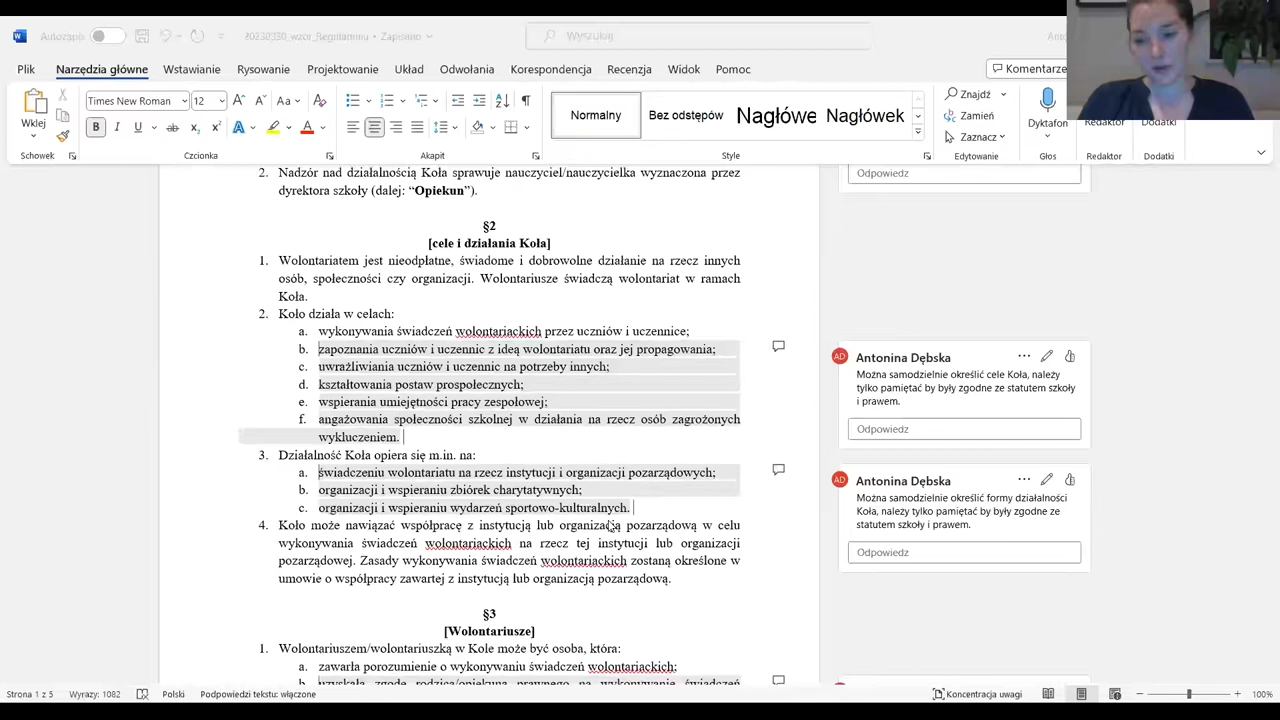 Autozapis
20230330_wzor_Regulaminu • Zapisano
Wyszukaj
Plik
Narzędzia główne
Wstawianie
Rysowanie
Projektowanie
Układ
Odwołania
Korespondencja
Recenzja
Widok
Pomoc
Komentarze
Wklej
Times New Roman
12
Normalny
Bez odstępów
Nagłówe
Nagłówek
Znajdź
Zamień
Zaznacz
Dyktafon
Redaktor
Dodatki
Schowek
Czcionka
Akapit
Style
Edytowanie
Głos
Redaktor
Dodatki
2. Nadzór nad działalnością Koła sprawuje nauczyciel/nauczycielka wyznaczona przez
dyrektora szkoły (dalej: “Opiekun”).
§2
[cele i działania Koła]
1. Wolontariatem jest nieodpłatne, świadome i dobrowolne działanie na rzecz innych
osób, społeczności czy organizacji. Wolontariusze świadczą wolontariat w ramach
Koła.
2. Koło działa w celach:
a. wykonywania świadczeń wolontariackich przez uczniów i uczennice;
b. zapoznania uczniów i uczennic z ideą wolontariatu oraz jej propagowania;
c. uwrażliwiania uczniów i uczennic na potrzeby innych;
d. kształtowania postaw prospołecznych;
e. wspierania umiejętności pracy zespołowej;
f. angażowania społeczności szkolnej w działania na rzecz osób zagrożonych
wykluczeniem.
3. Działalność Koła opiera się m.in. na:
a. świadczeniu wolontariatu na rzecz instytucji i organizacji pozarządowych;
b. organizacji i wspieraniu zbiórek charytatywnych;
c. organizacji i wspieraniu wydarzeń sportowo-kulturalnych.
4. Koło może nawiązać współpracę z instytucją lub organizacją pozarządową w celu
wykonywania świadczeń wolontariackich na rzecz tej instytucji lub organizacji
pozarządowej. Zasady wykonywania świadczeń wolontariackich zostaną określone w
umowie o współpracy zawartej z instytucją lub organizacją pozarządową.
§3
[Wolontariusze]
1. Wolontariuszem/wolontariuszką w Kole może być osoba, która:
a. zawarła porozumienie o wykonywaniu świadczeń wolontariackich;
b. uzyskała zgodę rodzica/opiekuna prawnego na wykonywanie świadczeń
Odpowiedz
AD Antonina Dębska
Można samodzielnie określić cele Koła, należy
tylko pamiętać by były zgodne ze statutem szkoły
i prawem.
Odpowiedz
AD Antonina Dębska
Można samodzielnie określić formy działalności
Koła, należy tylko pamiętać by były zgodne ze
statutem szkoły i prawem.
Odpowiedz
Strona 1 z 5
Wyrazy: 1082
Polski
Podpowiedzi tekstu: włączone
Koncentracja uwagi
100%